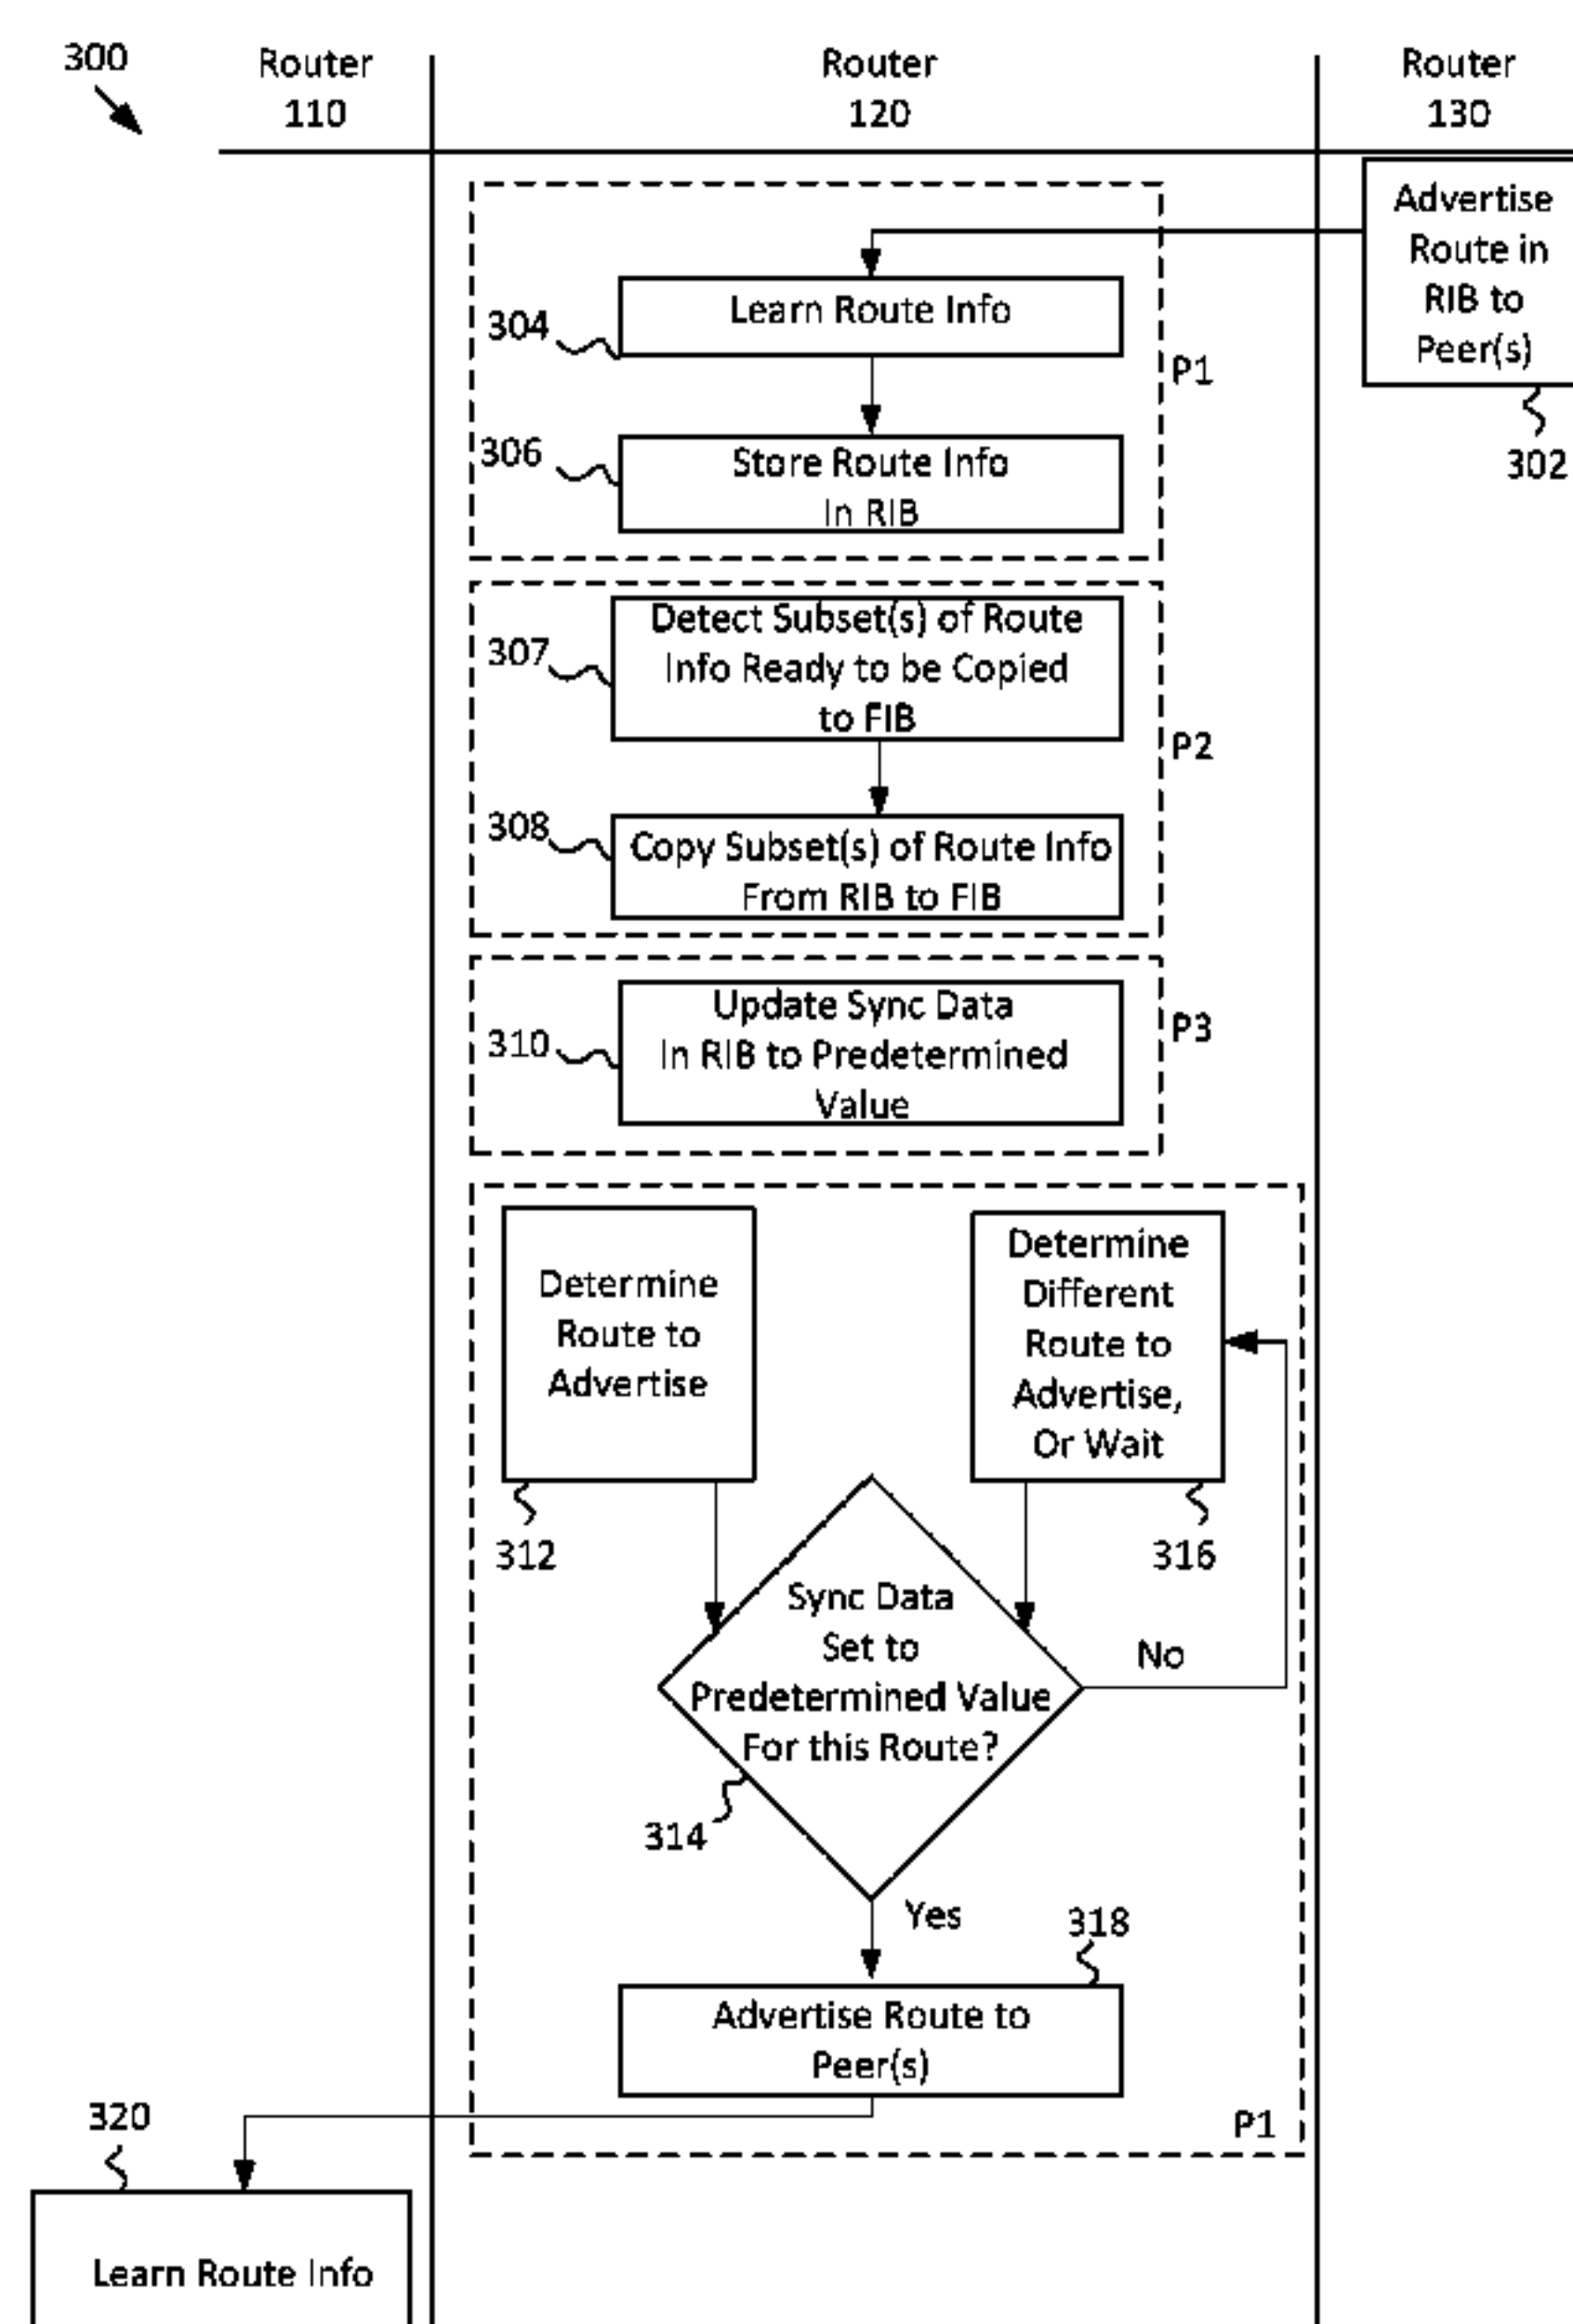 300
Router
110
Router
120
Router
130
Advertise
Route in
RIB to
Peer(s)
302
Learn Route Info
304
P1
306
Store Route Info
In RIB
Detect Subset(s) of Route
Info Ready to be Copied
to FIB
307
P2
308
Copy Subset(s) of Route Info
From RIB to FIB
Update Sync Data
In RIB to Predetermined
Value
310
P3
Determine
Route to
Advertise
312
Determine
Different
Route to
Advertise,
Or Wait
316
Sync Data
Set to
Predetermined Value
For this Route?
No
314
Yes
318
Advertise Route to
Peer(s)
P1
320
Learn Route Info